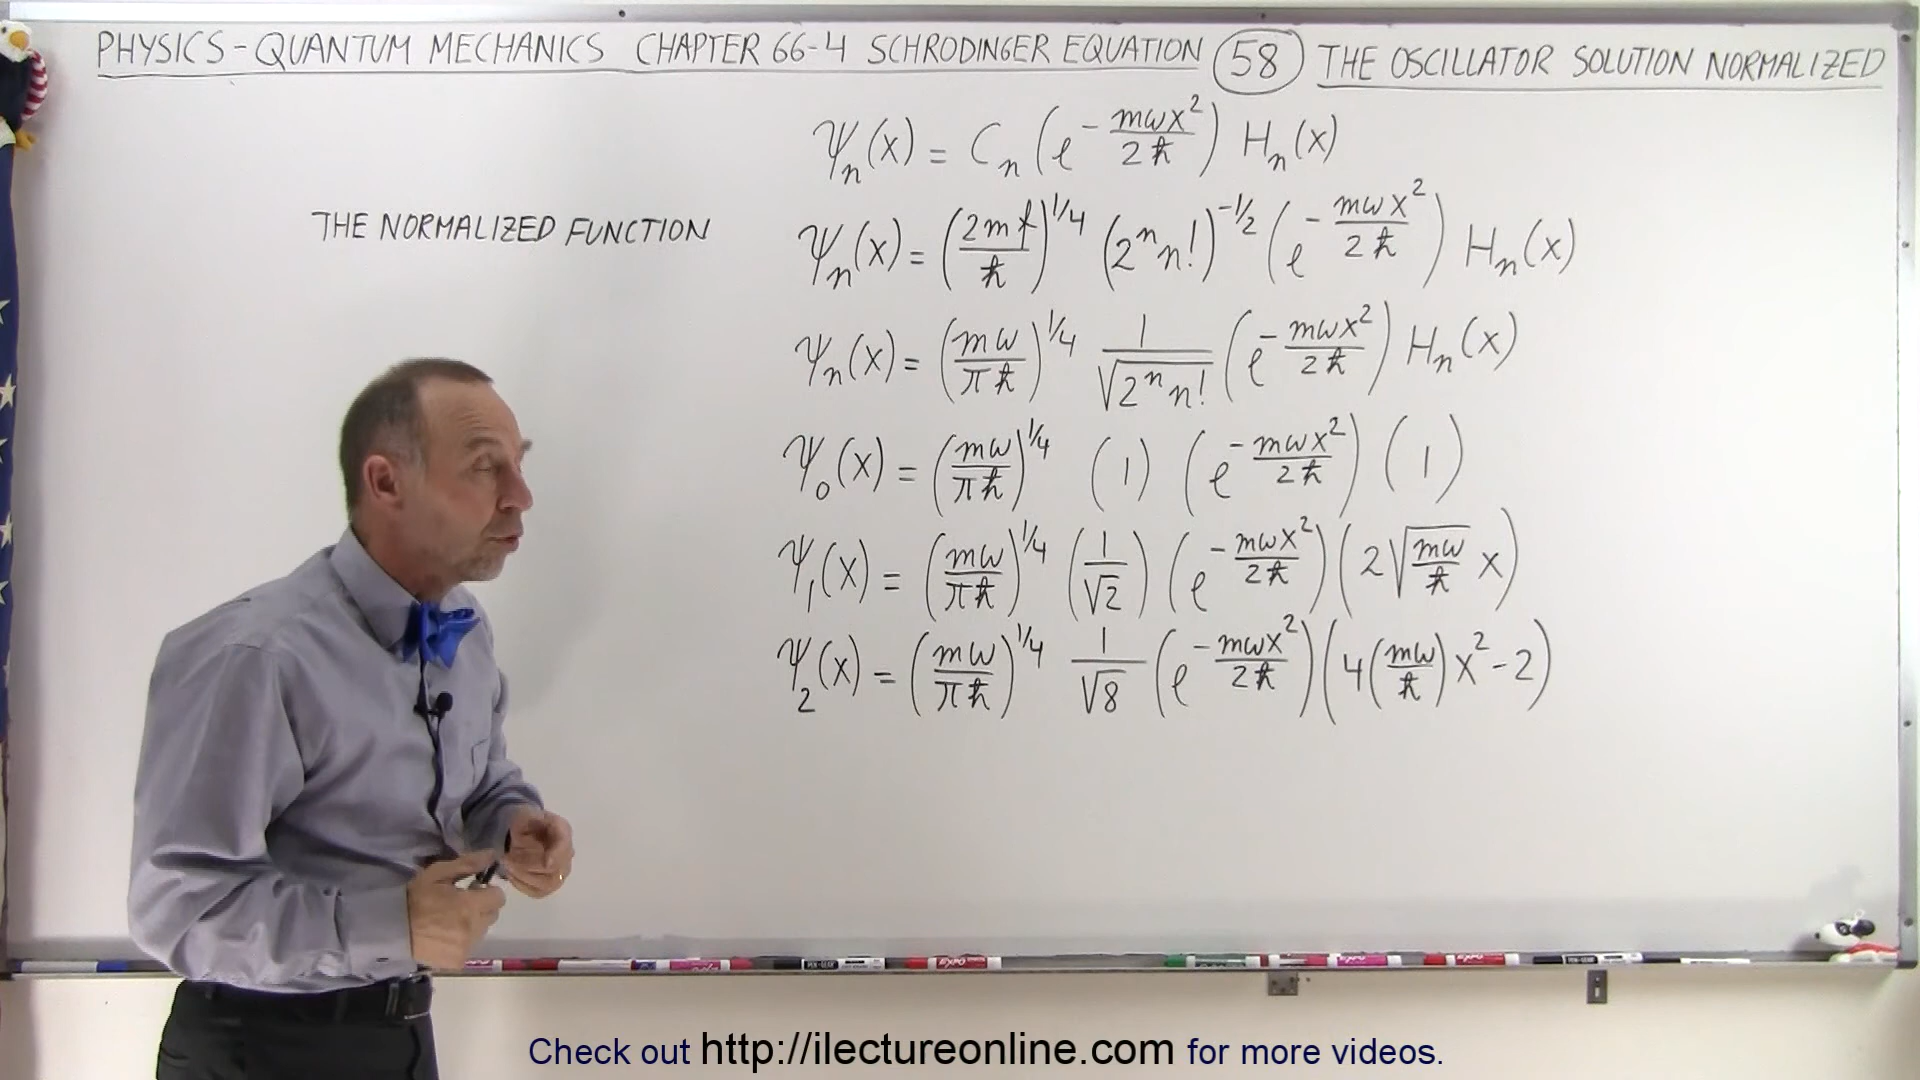 PHYSICS - QUANTUM MECHANICS CHAPTER 66-4 SCHRODINGER EQUATION 58 THE OSCILLATOR SOLUTION NORMALIZED
Ψn(x) = Cn (e^(-mωx²/2ħ)) Hn(x)
THE NORMALIZED FUNCTION
Ψn(x) = (2mf/ħ)^(1/4) (2ⁿn!)^(-1/2) (e^(-mωx²/2ħ)) Hn(x)
Ψn(x) = (mω/πħ)^(1/4) 1/√(2ⁿn!) (e^(-mωx²/2ħ)) Hn(x)
Ψ₀(x) = (mω/πħ)^(1/4) (1) (e^(-mωx²/2ħ)) (1)
Ψ₁(x) = (mω/πħ)^(1/4) (1/√2) (e^(-mωx²/2ħ)) (2√(mω/ħ) x)
Ψ₂(x) = (mω/πħ)^(1/4) 1/√8 (e^(-mωx²/2ħ)) (4(mω/ħ)x² - 2)
Check out http://ilectureonline.com for more videos.